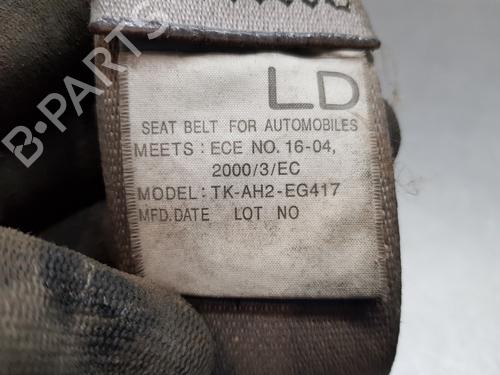 LD
SEAT BELT FOR AUTOMOBILES
MEETS : ECE NO. 16-04,
2000/3/EC
MODEL: TK-AH2-EG417
MFD.DATE LOT NO
B-PARTS